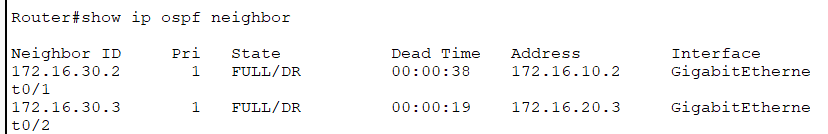 Router#show ip ospf neighbor
Neighbor ID     Pri   State           Dead Time   Address         Interface
172.16.30.2       1   FULL/DR         00:00:38    172.16.10.2     GigabitEtherne
t0/1
172.16.30.3       1   FULL/DR         00:00:19    172.16.20.3     GigabitEtherne
t0/2